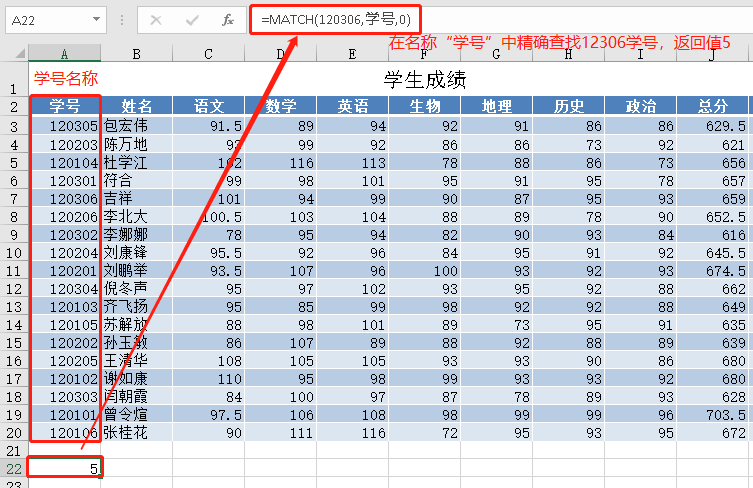 A22 =MATCH(120306,学号,0)
在名称“学号”中精确查找12306学号，返回值5
A B C D E F G H I J
学号名称
1 学生成绩
2 学号 姓名 语文 数学 英语 生物 地理 历史 政治 总分
3 120305 包宏伟 91.5 89 94 92 91 86 86 629.5
4 120203 陈万地 93 99 92 86 86 73 92 621
5 120104 杜学江 102 116 113 78 88 86 73 656
6 120301 符合 99 98 101 95 91 95 78 657
7 120306 吉祥 101 94 99 90 87 95 93 659
8 120206 李北大 100.5 103 104 88 89 78 90 652.5
9 120302 李娜娜 78 95 94 82 90 93 84 616
10 120204 刘康锋 95.5 92 96 84 95 91 92 645.5
11 120201 刘鹏举 93.5 107 96 100 93 92 93 674.5
12 120304 倪冬声 95 97 102 93 95 92 88 662
13 120103 齐飞扬 95 85 99 98 92 92 88 649
14 120105 苏解放 88 98 101 89 73 95 91 635
15 120202 孙玉敏 86 107 89 88 92 88 89 639
16 120205 王清华 108 105 105 93 93 90 86 680
17 120102 谢如康 110 95 98 99 93 93 92 680
18 120303 闫朝霞 84 100 97 87 78 89 93 628
19 120101 曾令煊 97.5 106 108 98 99 99 96 703.5
20 120106 张桂花 90 111 116 72 95 93 95 672
21
22 5
23